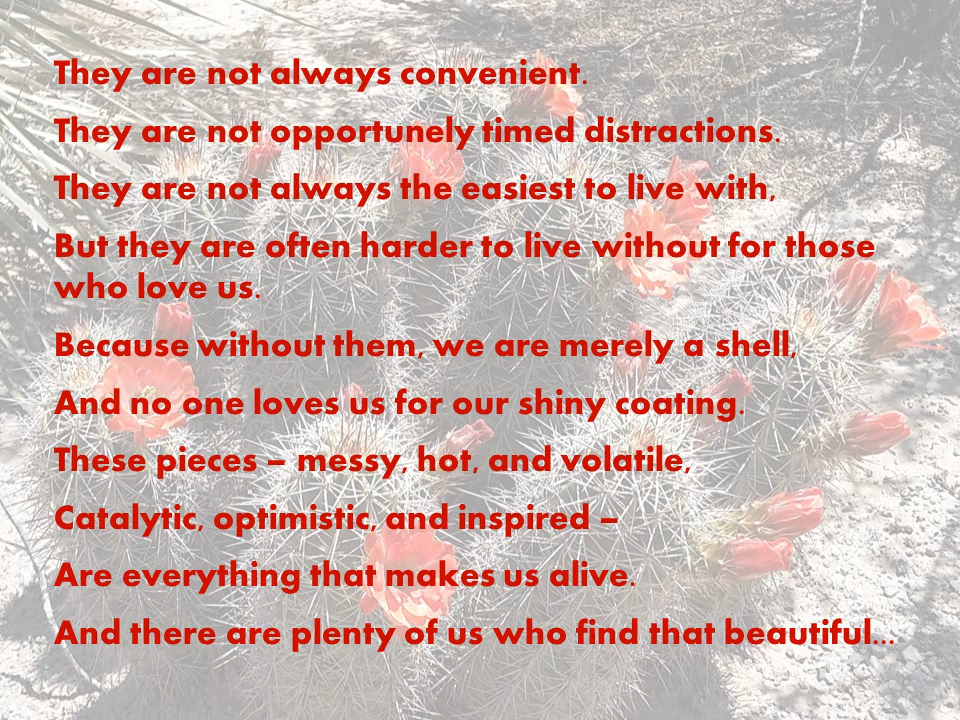 They are not always convenient.
They are not opportunely timed distractions.
They are not always the easiest to live with,
But they are often harder to live without for those
who love us.
Because without them, we are merely a shell,
And no one loves us for our shiny coating.
These pieces – messy, hot, and volatile,
Catalytic, optimistic, and inspired –
Are everything that makes us alive.
And there are plenty of us who find that beautiful...